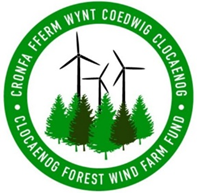 • CRONFA FFERM WYNT COEDWIG CLOCAENOG •
CLOCAENOG FOREST WIND FARM FUND